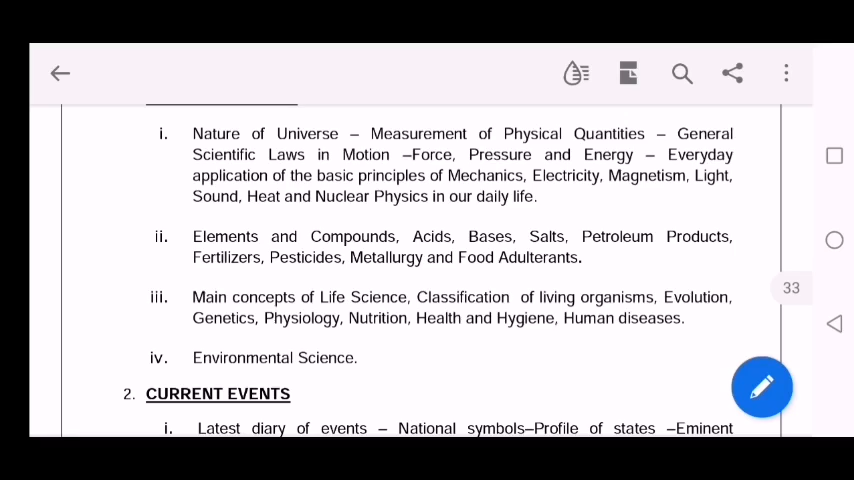 i. Nature of Universe – Measurement of Physical Quantities – General
Scientific Laws in Motion –Force, Pressure and Energy – Everyday
application of the basic principles of Mechanics, Electricity, Magnetism, Light,
Sound, Heat and Nuclear Physics in our daily life.
ii. Elements and Compounds, Acids, Bases, Salts, Petroleum Products,
Fertilizers, Pesticides, Metallurgy and Food Adulterants.
33
iii. Main concepts of Life Science, Classification of living organisms, Evolution,
Genetics, Physiology, Nutrition, Health and Hygiene, Human diseases.
iv. Environmental Science.
2. CURRENT EVENTS
i. Latest diary of events – National symbols–Profile of states –Eminent